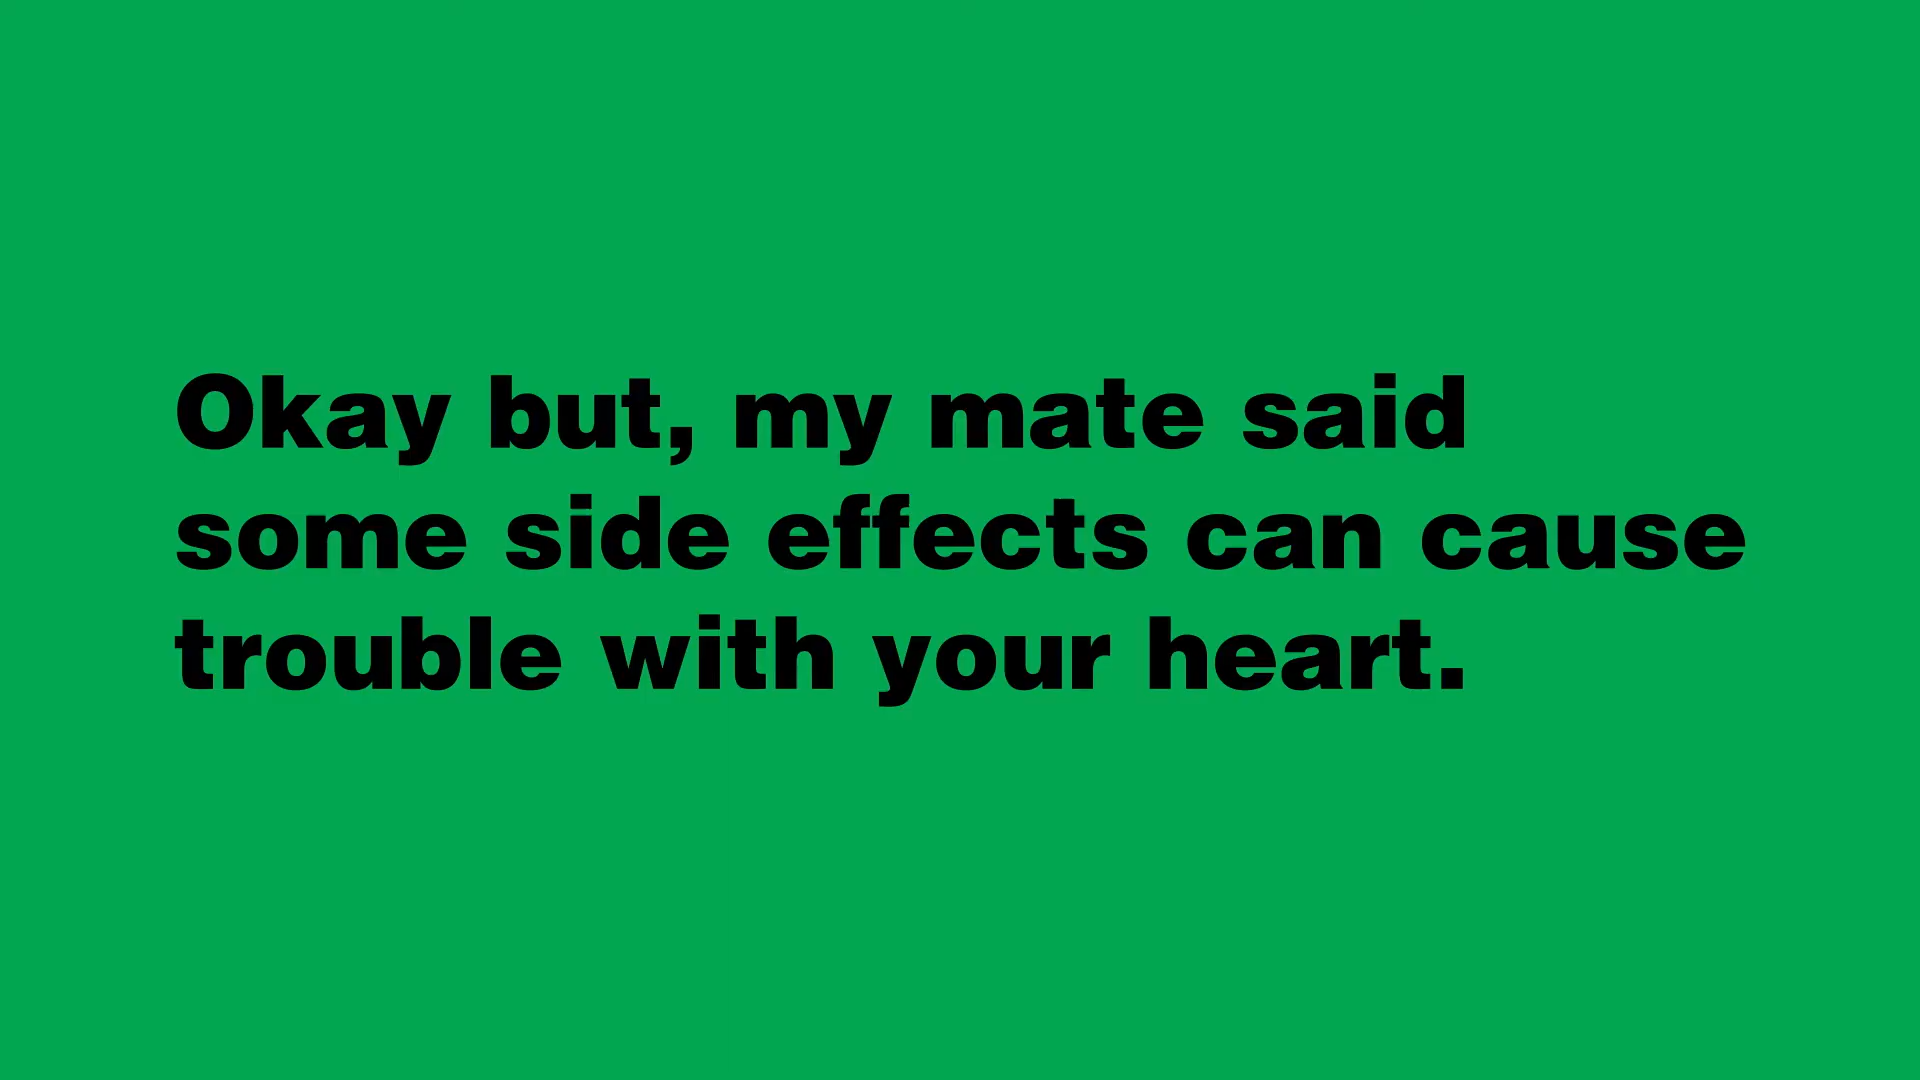 Okay but, my mate said
some side effects can cause
trouble with your heart.